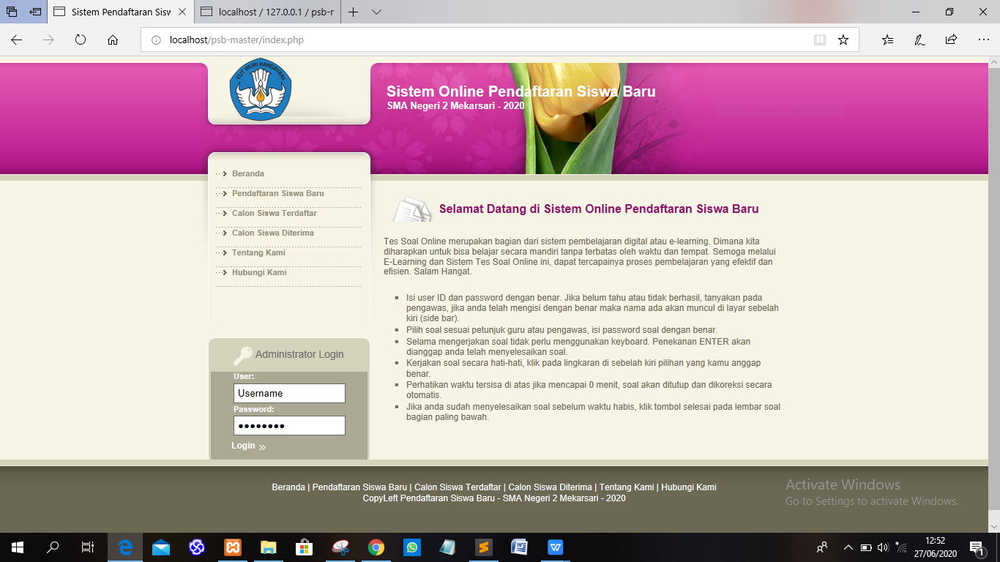 Sistem Pendaftaran Sisw
localhost / 127.0.0.1 / psb-r
localhost/psb-master/index.php
TUT WURI HANDAYANI
Sistem Online Pendaftaran Siswa Baru
SMA Negeri 2 Mekarsari - 2020
Full-screen Snip
Beranda
Pendaftaran Siswa Baru
Calon Siswa Terdaftar
Calon Siswa Diterima
Tentang Kami
Hubungi Kami
Administrator Login
User:
Username
Password:
Login
Selamat Datang di Sistem Online Pendaftaran Siswa Baru
Tes Soal Online merupakan bagian dari sistem pembelajaran digital atau e-learning. Dimana kita
diharapkan untuk bisa belajar secara mandiri tanpa terbatas oleh waktu dan tempat. Semoga melalui
E-Learning dan Sistem Tes Soal Online ini, dapat tercapainya proses pembelajaran yang efektif dan
efisien. Salam Hangat.
Isi user ID dan password dengan benar. Jika belum tahu atau tidak berhasil, tanyakan pada
pengawas, jika anda telah mengisi dengan benar maka nama ada akan muncul di layar sebelah
kiri (side bar).
Pilih soal sesuai petunjuk guru atau pengawas, isi password soal dengan benar.
Selama mengerjakan soal tidak perlu menggunakan keyboard. Penekanan ENTER akan
dianggap anda telah menyelesaikan soal.
Kerjakan soal secara hati-hati, klik pada lingkaran di sebelah kiri pilihan yang kamu anggap
benar.
Perhatikan waktu tersisa di atas jika mencapai 0 menit, soal akan ditutup dan dikoreksi secara
otomatis.
Jika anda sudah menyelesaikan soal sebelum waktu habis, klik tombol selesai pada lembar soal
bagian paling bawah.
Beranda | Pendaftaran Siswa Baru | Calon Siswa Terdaftar | Calon Siswa Diterima | Tentang Kami | Hubungi Kami
CopyLeft Pendaftaran Siswa Baru - SMA Negeri 2 Mekarsari - 2020
Activate Windows
Go to Settings to activate Windows.
12:52
27/06/2020
1